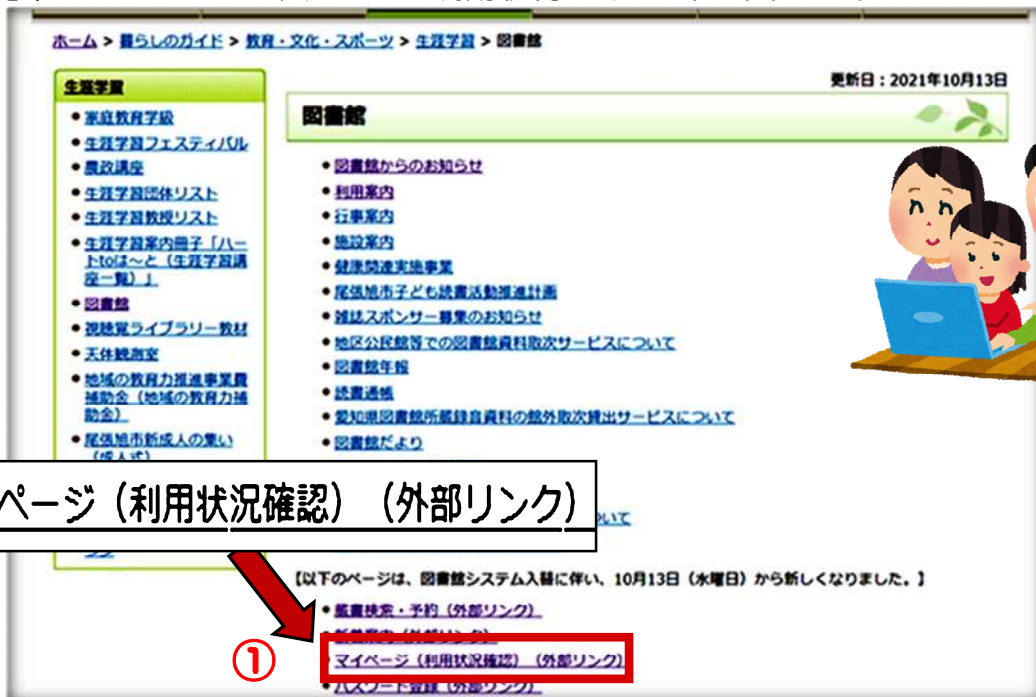 ホーム > 暮らしのガイド > 教育・文化・スポーツ > 生涯学習 > 図書館
更新日：2021年10月13日
生涯学習
・家庭教育学級
・生涯学習フェスティバル
・農政講座
・生涯学習団体リスト
・生涯学習教授リスト
・生涯学習案内冊子「ハー
トtoは～と（生涯学習講
座一覧）」
・図書館
・視聴覚ライブラリー教材
・天体観測室
・地域の教育力推進事業費
補助金（地域の教育力補
助金）
・尾張旭市新成人の集い
（成人式）
図書館
・図書館からのお知らせ
・利用案内
・行事案内
・施設案内
・健康関連実施事業
・尾張旭市子ども読書活動推進計画
・雑誌スポンサー募集のお知らせ
・地区公民館等での図書館資料取次サービスについて
・図書館年報
・読書通帳
・愛知県図書館所蔵録音資料の館外取次貸出サービスについて
・図書館だより
ページ（利用状況確認）（外部リンク）
ついて
【以下のページは、図書館システム入替に伴い、10月13日（水曜日）から新しくなりました。】
・蔵書検索・予約（外部リンク）
・新着案内（外部リンク）
①
・マイページ（利用状況確認）（外部リンク）
・パスワード登録（外部リンク）